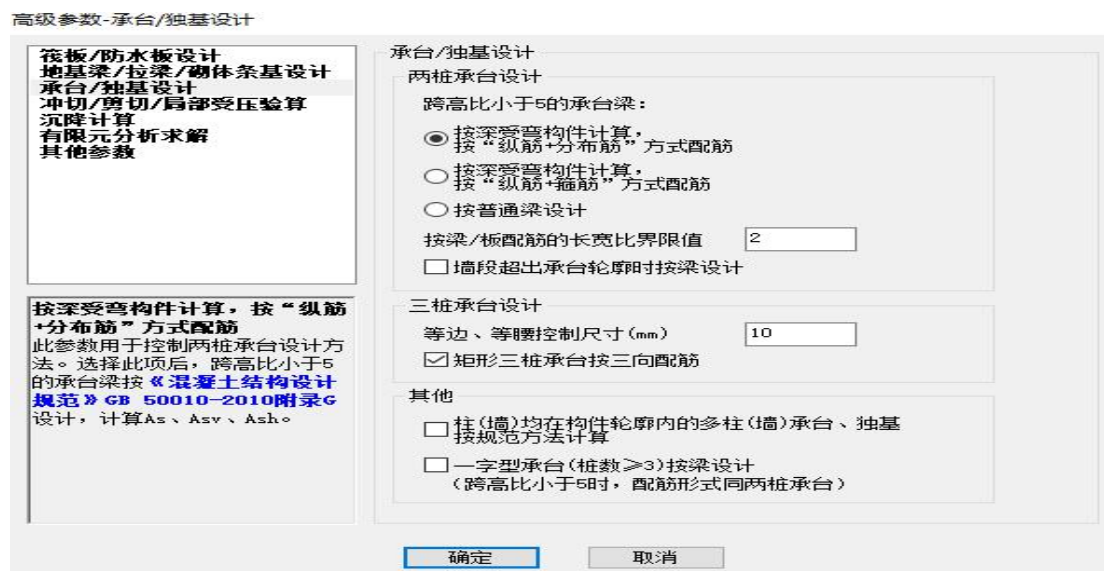 高级参数-承台/独基设计
筏板/防水板设计
地基梁/拉梁/砌体条基设计
承台/独基设计
冲切/剪切/局部受压验算
沉降计算
有限元分析求解
其他参数
按深受弯构件计算，按“纵筋
+分布筋”方式配筋
此参数用于控制两桩承台设计方
法。选择此项后，跨高比小于5
的承台梁按《混凝土结构设计
规范》GB 50010-2010附录G
设计，计算As、Asv、Ash。
承台/独基设计
两桩承台设计
跨高比小于5的承台梁：
按深受弯构件计算，
按“纵筋+分布筋”方式配筋
按深受弯构件计算，
按“纵筋+箍筋”方式配筋
按普通梁设计
按梁/板配筋的长宽比界限值 2
墙段超出承台轮廓时按梁设计
三桩承台设计
等边、等腰控制尺寸(mm) 10
矩形三桩承台按三向配筋
其他
柱(墙)均在构件轮廓内的多柱(墙)承台、独基
按规范方法计算
一字型承台(桩数≥3)按梁设计
(跨高比小于5时，配筋形式同两桩承台)
确定 取消